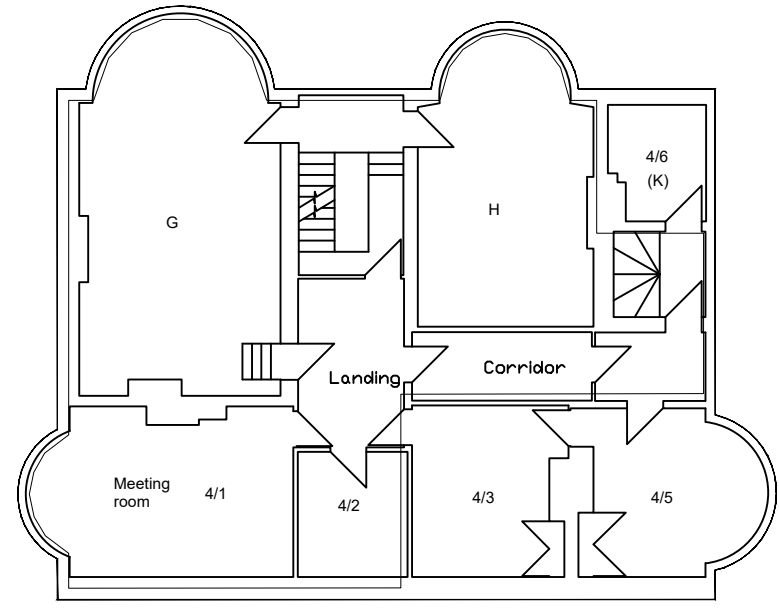 4/6
(K)
G
H
Landing
Corridor
Meeting
room
4/1
4/2
4/3
4/5